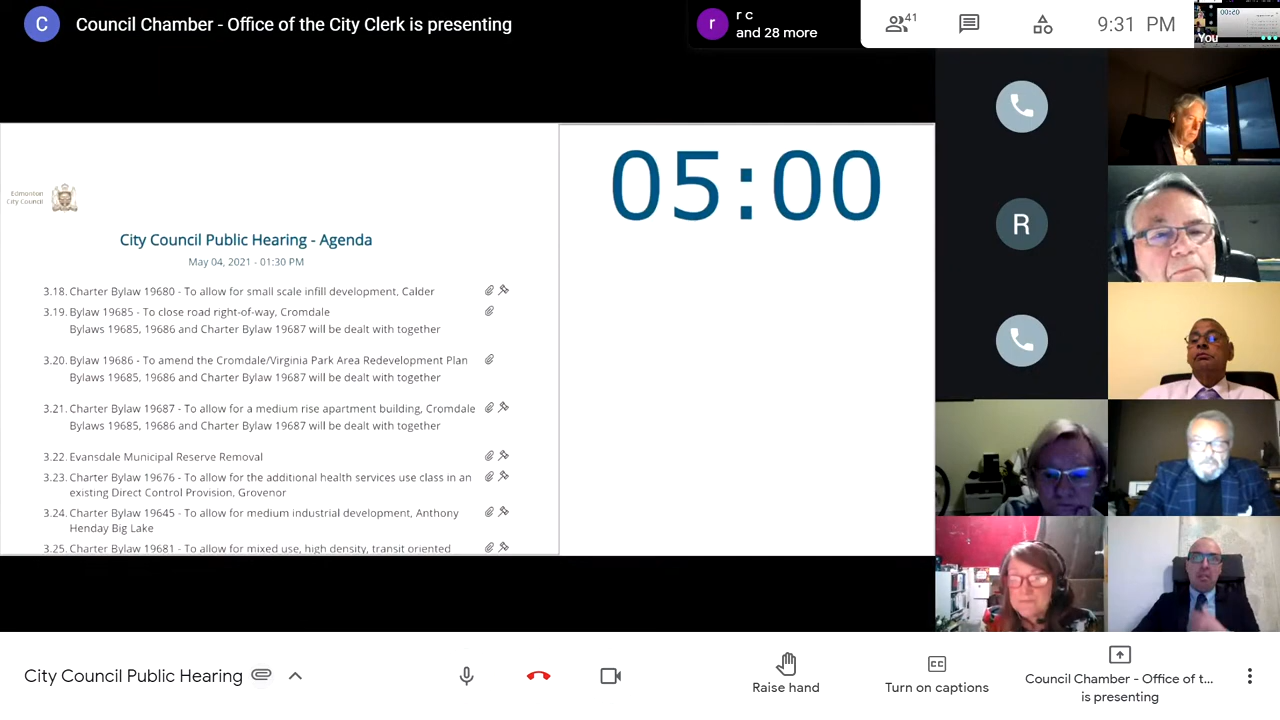 C
Council Chamber - Office of the City Clerk is presenting
r
r c
and 28 more
41
9:31 PM
00:50
You
Edmonton
City Council
05:00
City Council Public Hearing - Agenda
May 04, 2021 - 01:30 PM
3.18. Charter Bylaw 19680 - To allow for small scale infill development, Calder
3.19. Bylaw 19685 - To close road right-of-way, Cromdale
Bylaws 19685, 19686 and Charter Bylaw 19687 will be dealt with together
3.20. Bylaw 19686 - To amend the Cromdale/Virginia Park Area Redevelopment Plan
Bylaws 19685, 19686 and Charter Bylaw 19687 will be dealt with together
3.21. Charter Bylaw 19687 - To allow for a medium rise apartment building, Cromdale
Bylaws 19685, 19686 and Charter Bylaw 19687 will be dealt with together
3.22. Evansdale Municipal Reserve Removal
3.23. Charter Bylaw 19676 - To allow for the additional health services use class in an
existing Direct Control Provision, Grovenor
3.24. Charter Bylaw 19645 - To allow for medium industrial development, Anthony
Henday Big Lake
3.25. Charter Bylaw 19681 - To allow for mixed use, high density, transit oriented
R
City Council Public Hearing
Raise hand
CC
Turn on captions
Council Chamber - Office of t...
is presenting